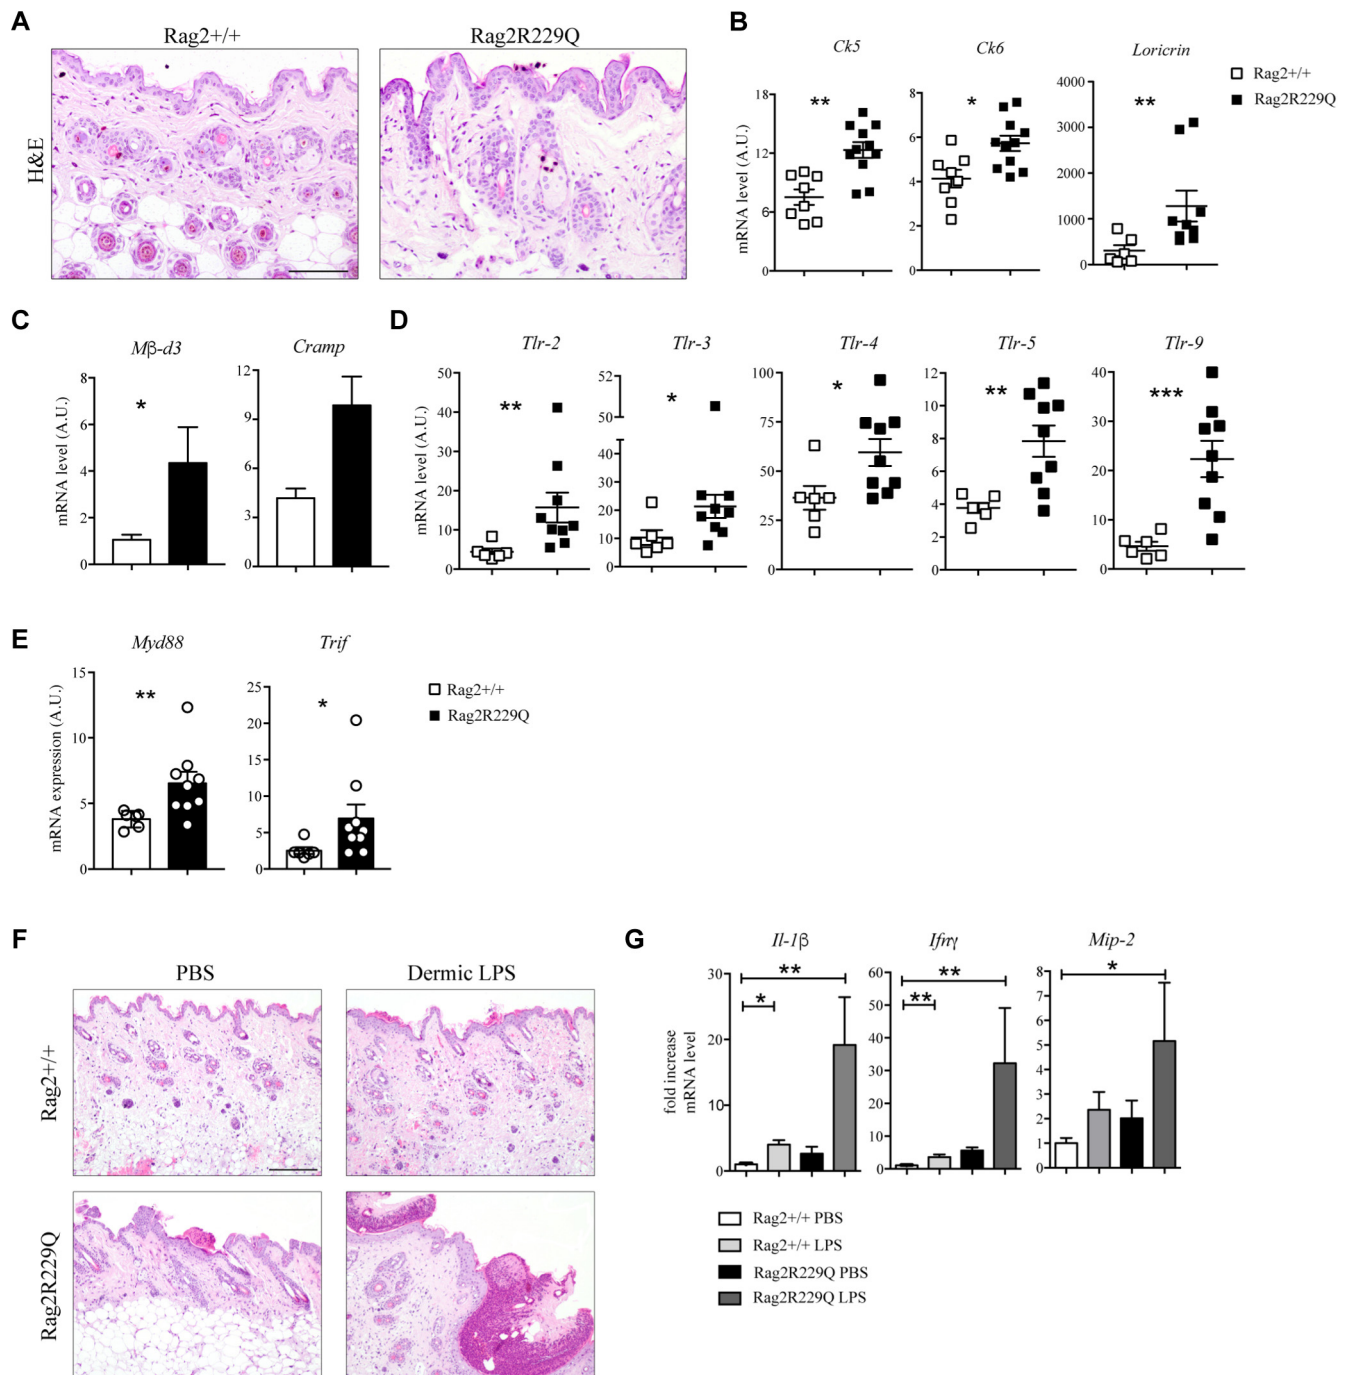 A
Rag2+/+
Rag2R229Q
H&E
B
Ck5
Ck6
Loricrin
mRNA level (A.U.)
18
12
6
0
**
8
6
4
2
0
*
4000
3000
2000
1000
0
**
Rag2+/+
Rag2R229Q
C
Mβ-d3
Cramp
mRNA level (A.U.)
8
6
4
2
0
*
12
9
6
3
0
D
Tlr-2
Tlr-3
Tlr-4
Tlr-5
Tlr-9
mRNA level (A.U.)
50
40
30
20
10
0
**
52
50
40
30
20
10
0
*
100
75
50
25
0
*
12
10
8
6
4
2
0
**
40
30
20
10
0
***
E
Myd88
Trif
mRNA expression (A.U.)
15
10
5
0
**
25
20
15
10
5
0
*
Rag2+/+
Rag2R229Q
F
PBS
Dermic LPS
Rag2+/+
Rag2R229Q
G
Il-1β
Ifnγ
Mip-2
fold increase
mRNA level
30
20
10
0
**
*
60
50
40
30
20
10
0
**
**
8
7
6
5
4
3
2
1
0
*
Rag2+/+ PBS
Rag2+/+ LPS
Rag2R229Q PBS
Rag2R229Q LPS